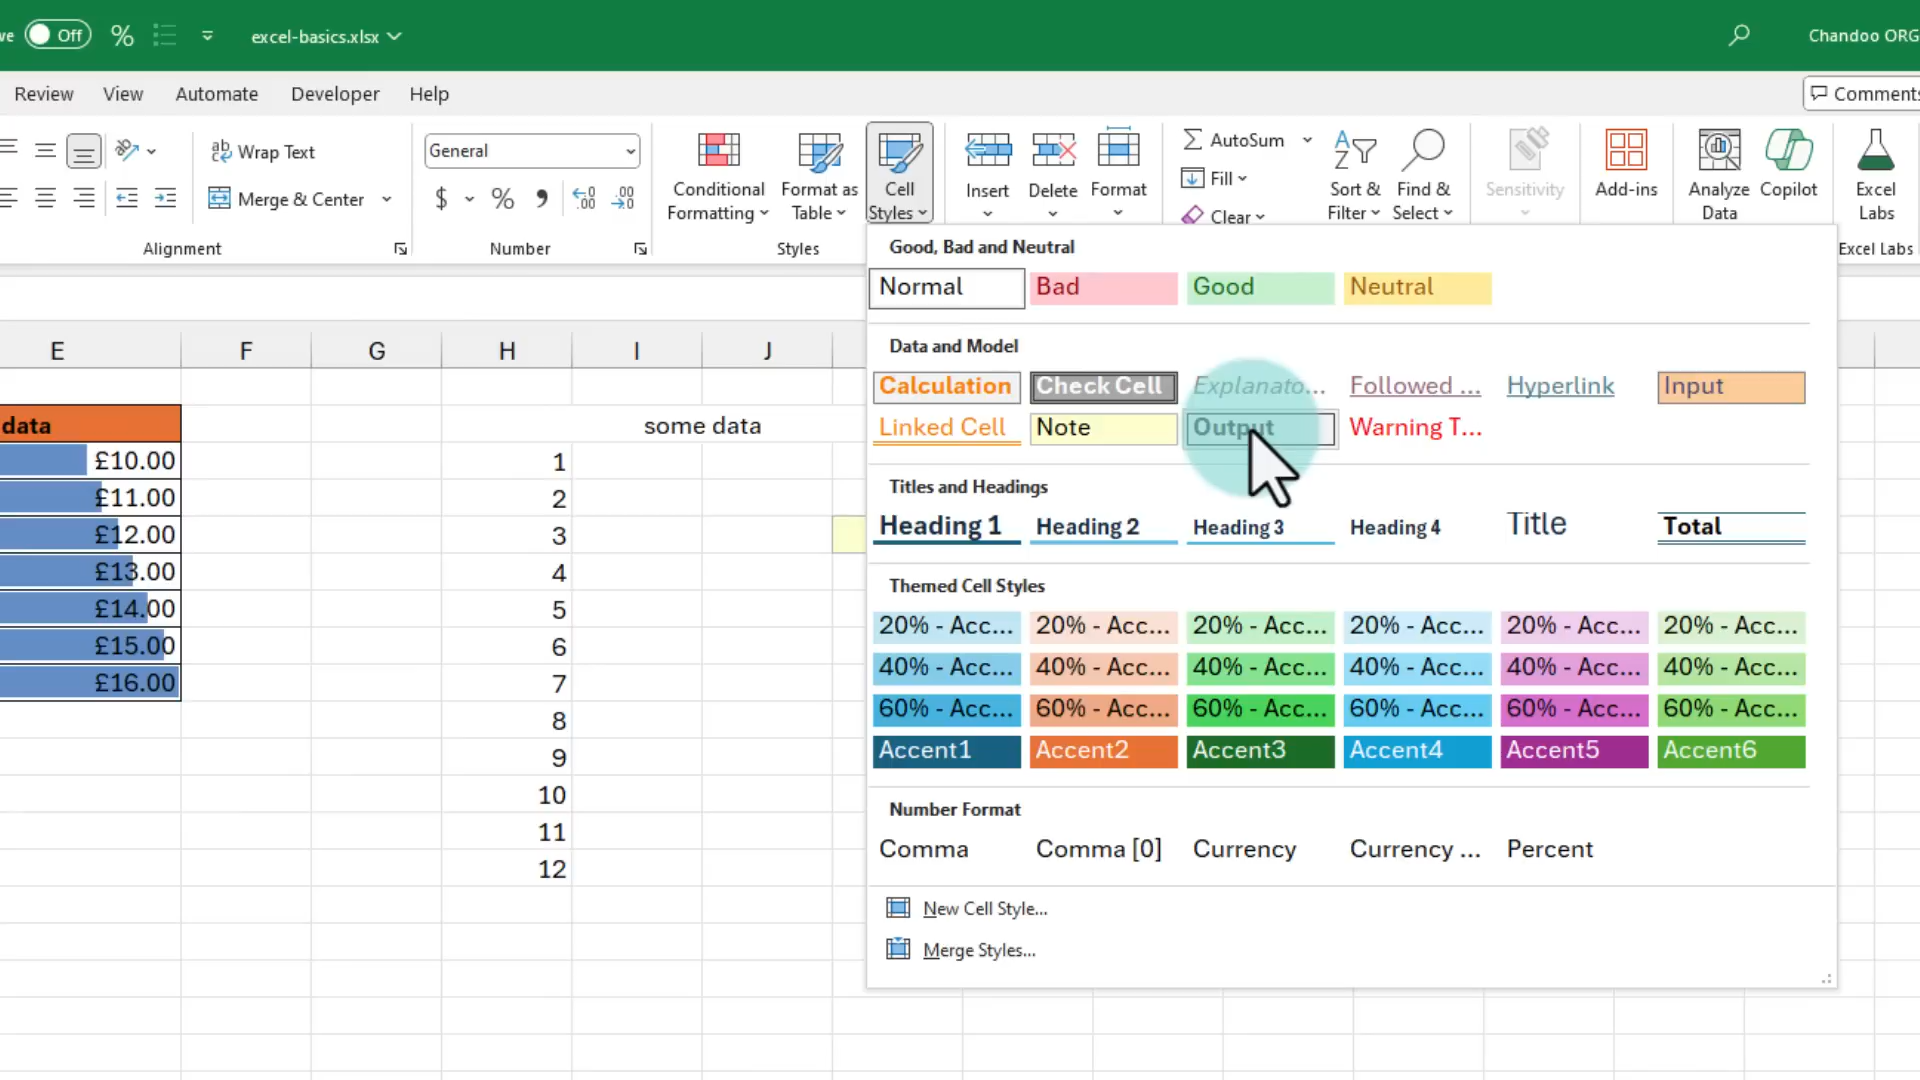 ve Off excel-basics.xlsx Chandoo ORG
Review View Automate Developer Help Comments
Wrap Text
Merge & Center
Alignment
General
$ % ,
Number
Conditional Formatting
Format as Table
Cell Styles
Styles
Insert
Delete
Format
AutoSum
Fill
Clear
Sort & Filter
Find & Select
Sensitivity
Add-ins
Analyze Data
Copilot
Excel Labs
Excel Labs
E F G H I J
data
£10.00
£11.00
£12.00
£13.00
£14.00
£15.00
£16.00
some data
1
2
3
4
5
6
7
8
9
10
11
12
Good, Bad and Neutral
Normal Bad Good Neutral
Data and Model
Calculation Check Cell Explanato... Followed ... Hyperlink Input
Linked Cell Note Output Warning T...
Titles and Headings
Heading 1 Heading 2 Heading 3 Heading 4 Title Total
Themed Cell Styles
20% - Acc... 20% - Acc... 20% - Acc... 20% - Acc... 20% - Acc... 20% - Acc...
40% - Acc... 40% - Acc... 40% - Acc... 40% - Acc... 40% - Acc... 40% - Acc...
60% - Acc... 60% - Acc... 60% - Acc... 60% - Acc... 60% - Acc... 60% - Acc...
Accent1 Accent2 Accent3 Accent4 Accent5 Accent6
Number Format
Comma Comma [0] Currency Currency ... Percent
New Cell Style...
Merge Styles...